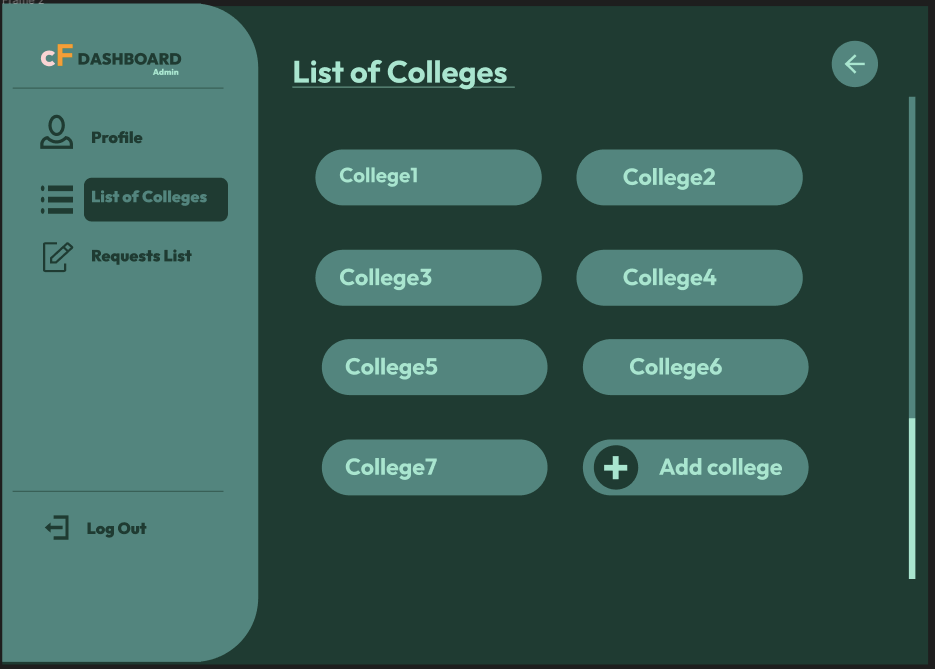 Frame 2
cF DASHBOARD
Admin
Profile
List of Colleges
Requests List
Log Out
List of Colleges
College1
College2
College3
College4
College5
College6
College7
Add college